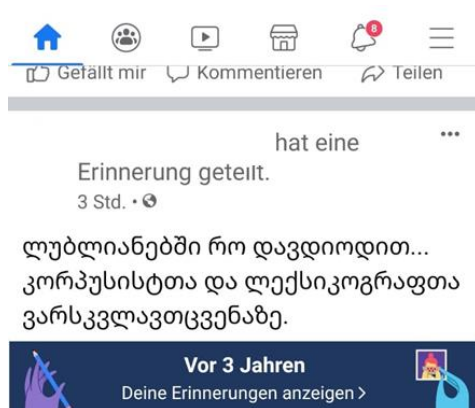 8
Gefällt mir Kommentieren Teilen
hat eine
Erinnerung geteilt.
3 Std. •
ლუბლიანებში რო დავდიოდით...
კორპუსისტთა და ლექსიკოგრაფთა
ვარსკვლავთცვენაზე.
Vor 3 Jahren
Deine Erinnerungen anzeigen >